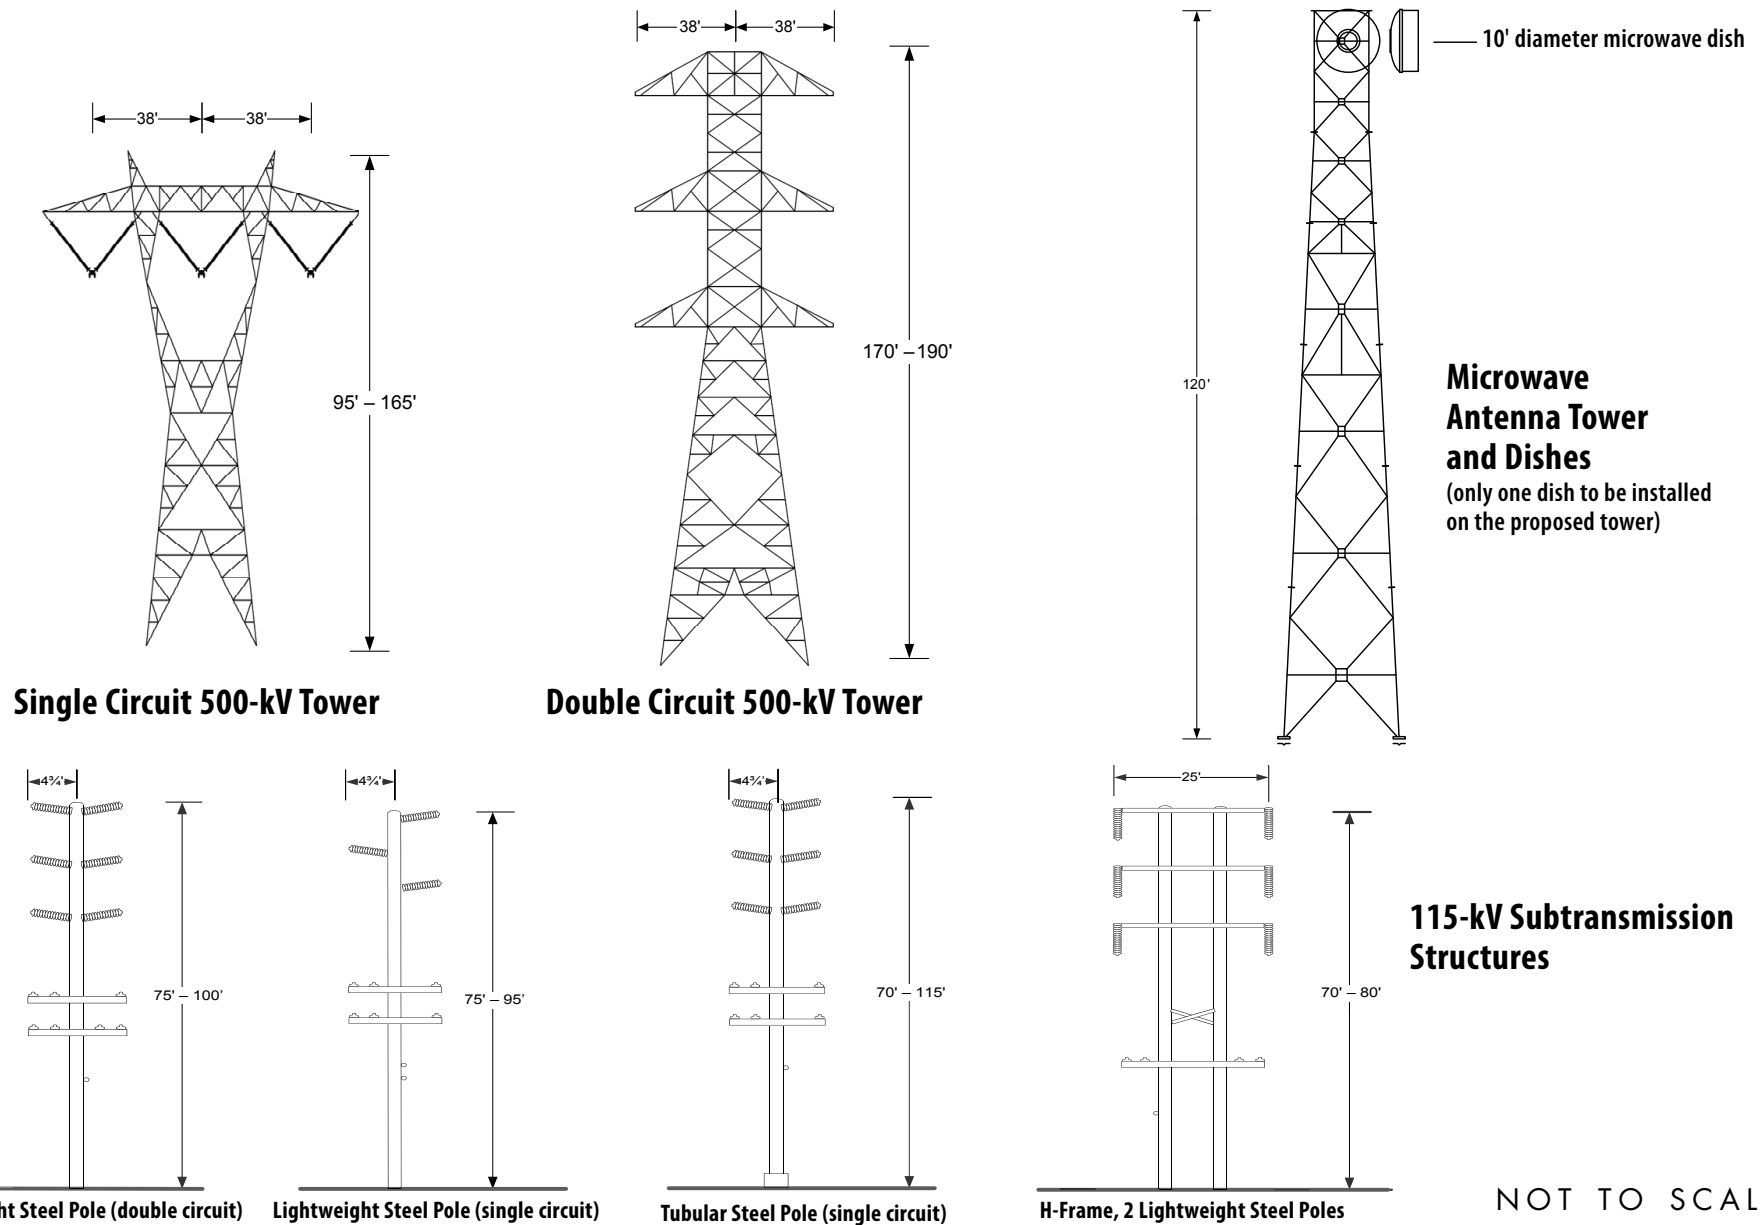 38' 38'
10' diameter microwave dish
38' 38'
170' – 190'
95' – 165'
120'
Microwave
Antenna Tower
and Dishes
(only one dish to be installed
on the proposed tower)
Single Circuit 500-kV Tower
Double Circuit 500-kV Tower
4¾' 4¾' 4¾' 25'
115-kV Subtransmission
Structures
75' – 100' 75' – 95' 70' – 115' 70' – 80'
ht Steel Pole (double circuit) Lightweight Steel Pole (single circuit) Tubular Steel Pole (single circuit) H-Frame, 2 Lightweight Steel Poles
NOT TO SCAL